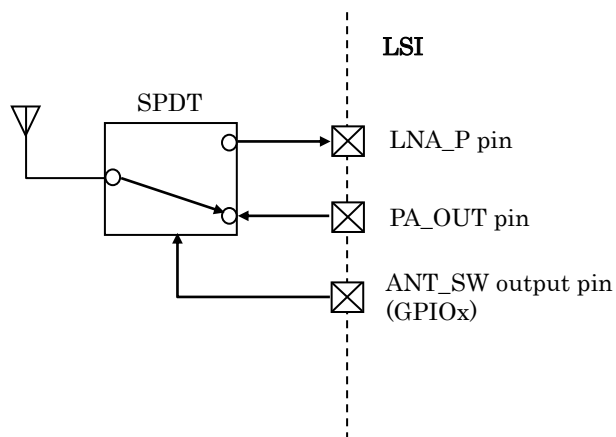 LSI
SPDT
LNA_P pin
PA_OUT pin
ANT_SW output pin
(GPIOx)